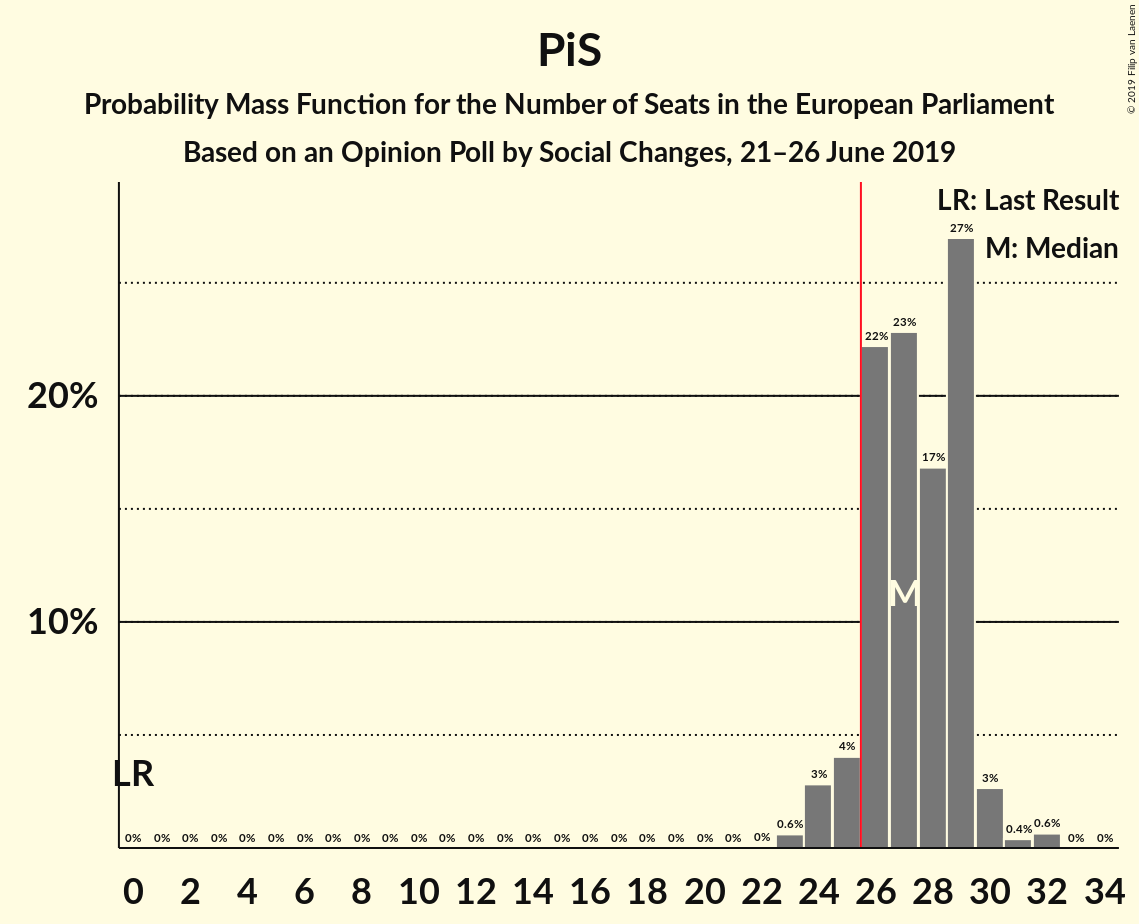 PiS
Probability Mass Function for the Number of Seats in the European Parliament
Based on an Opinion Poll by Social Changes, 21–26 June 2019
© 2019 Filip van Laenen
LR: Last Result
M: Median
27%
23%
22%
20%
17%
10%
M
4%
LR
3% 3%
0% 0% 0% 0% 0% 0% 0% 0% 0% 0% 0% 0% 0% 0% 0% 0% 0% 0% 0% 0% 0% 0% 0% 0.6% 0.4% 0.6% 0% 0%
0 2 4 6 8 10 12 14 16 18 20 22 24 26 28 30 32 34